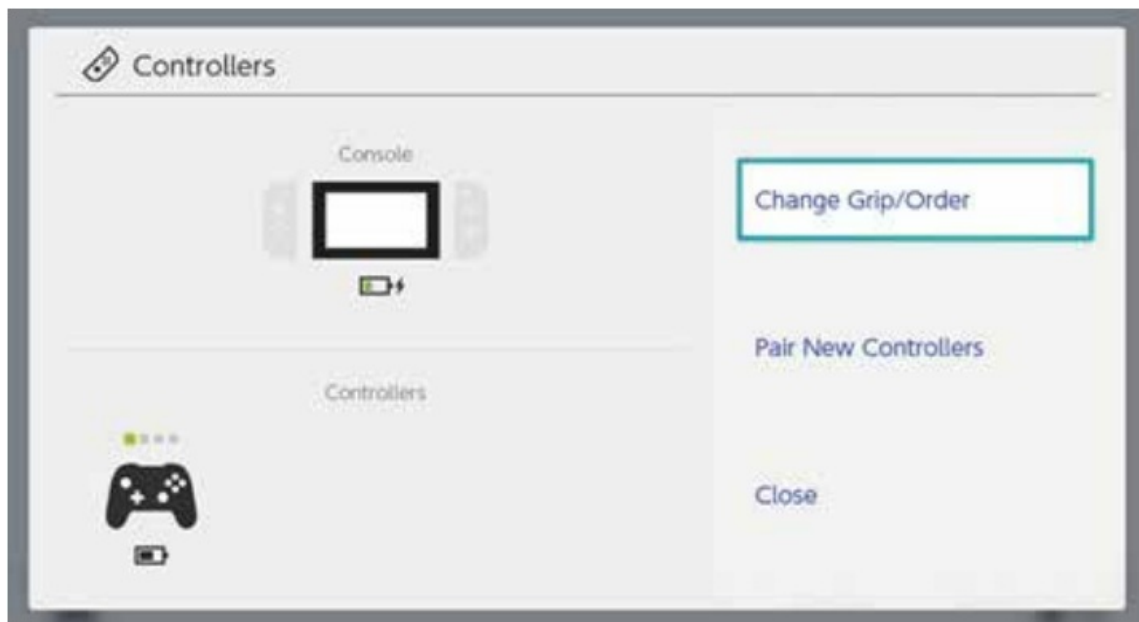 Controllers
Console
Change Grip/Order
Pair New Controllers
Controllers
Close